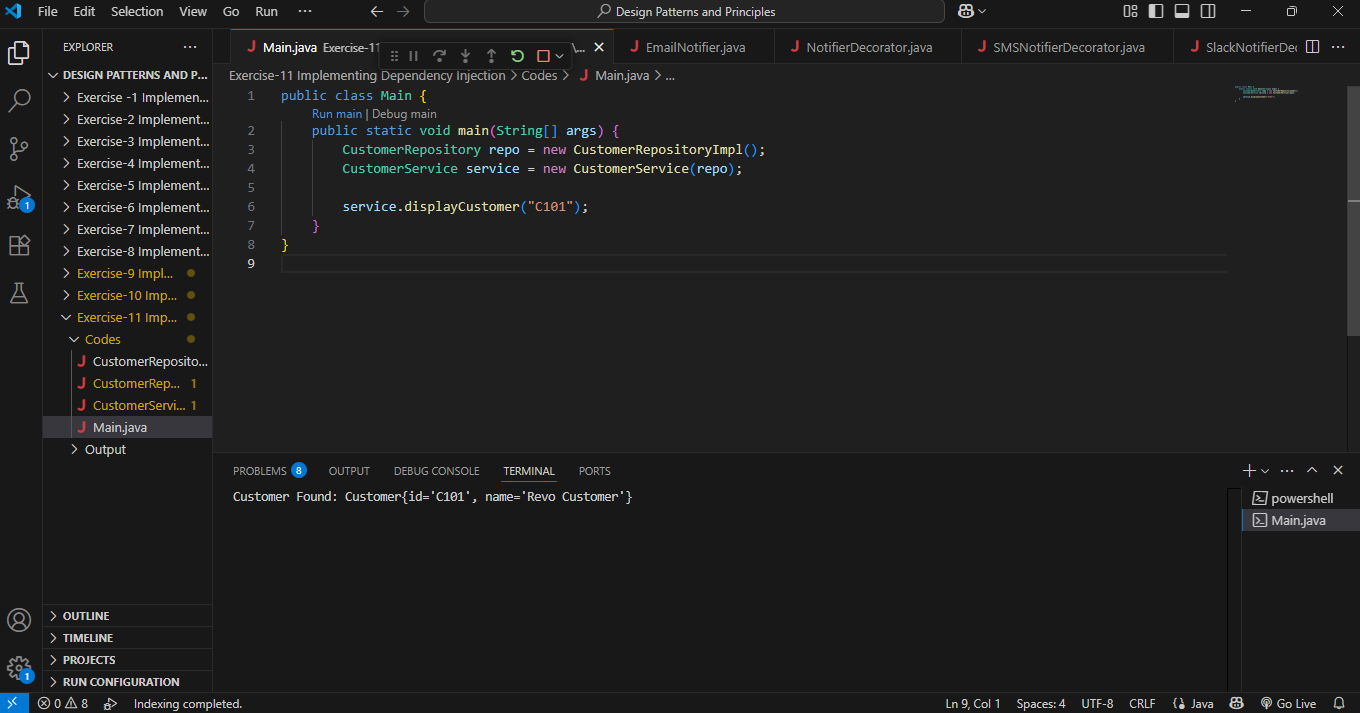 File Edit Selection View Go Run ··· Design Patterns and Principles
EXPLORER ···
DESIGN PATTERNS AND P...
Exercise -1 Implemen...
Exercise-2 Implement...
Exercise-3 Implement...
Exercise-4 Implement...
Exercise-5 Implement...
Exercise-6 Implement...
Exercise-7 Implement...
Exercise-8 Implement...
Exercise-9 Impl...
Exercise-10 Imp...
Exercise-11 Imp...
Codes
CustomerReposito...
CustomerRep... 1
CustomerServi... 1
Main.java
Output
OUTLINE
TIMELINE
PROJECTS
RUN CONFIGURATION
1
1
Main.java Exercise-11 \... EmailNotifier.java NotifierDecorator.java SMSNotifierDecorator.java SlackNotifierDec ···
Exercise-11 Implementing Dependency Injection > Codes > Main.java > ...
1 public class Main {
Run main | Debug main
2 public static void main(String[] args) {
3 CustomerRepository repo = new CustomerRepositoryImpl();
4 CustomerService service = new CustomerService(repo);
5
6 service.displayCustomer("C101");
7 }
8 }
9
PROBLEMS 8 OUTPUT DEBUG CONSOLE TERMINAL PORTS ···
Customer Found: Customer{id='C101', name='Revo Customer'}
powershell
Main.java
0 8 Indexing completed. Ln 9, Col 1 Spaces: 4 UTF-8 CRLF Java Go Live